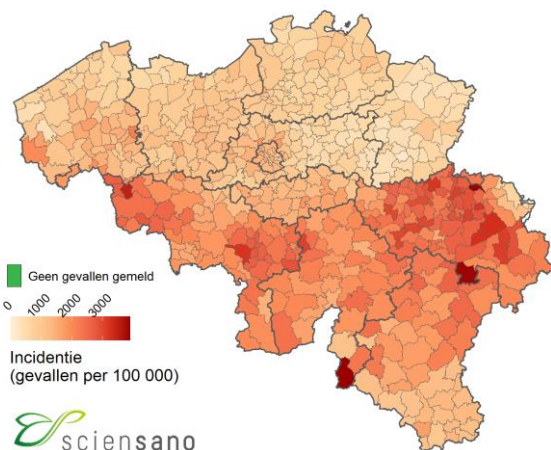 Geen gevallen gemeld
0 1000 2000 3000
Incidentie
(gevallen per 100 000)
sciensano